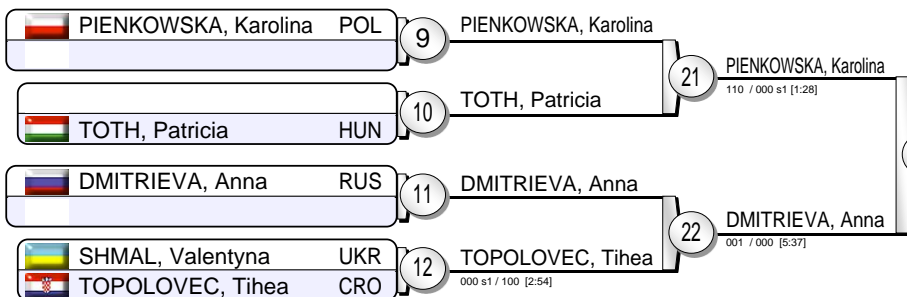 PIENKOWSKA, Karolina POL
9
PIENKOWSKA, Karolina
21
PIENKOWSKA, Karolina
110 / 000 s1 [1:28]
10
TOTH, Patricia
TOTH, Patricia HUN
DMITRIEVA, Anna RUS
11
DMITRIEVA, Anna
22
DMITRIEVA, Anna
001 / 000 [5:37]
SHMAL, Valentyna UKR
12
TOPOLOVEC, Tihea
000 s1 / 100 [2:54]
TOPOLOVEC, Tihea CRO